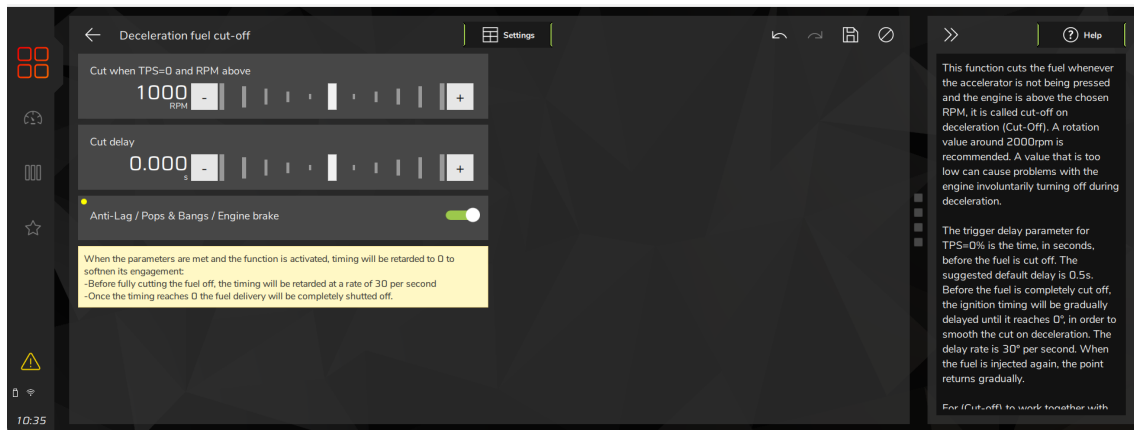 Deceleration fuel cut-off
Settings
Help
Cut when TPS=0 and RPM above
1000
RPM
-
+
Cut delay
0.000
s
-
+
Anti-Lag / Pops & Bangs / Engine brake
When the parameters are met and the function is activated, timing will be retarded to 0 to
softnen its engagement:
-Before fully cutting the fuel off, the timing will be retarded at a rate of 30 per second
-Once the timing reaches 0 the fuel delivery will be completely shutted off.
This function cuts the fuel whenever
the accelerator is not being pressed
and the engine is above the chosen
RPM, it is called cut-off on
deceleration (Cut-Off). A rotation
value around 2000rpm is
recommended. A value that is too
low can cause problems with the
engine involuntarily turning off during
deceleration.
The trigger delay parameter for
TPS=0% is the time, in seconds,
before the fuel is cut off. The
suggested default delay is 0.5s.
Before the fuel is completely cut off,
the ignition timing will be gradually
delayed until it reaches 0°, in order to
smooth the cut on deceleration. The
delay rate is 30° per second. When
the fuel is injected again, the point
returns gradually.
For (Cut-off) to work together with
10:35